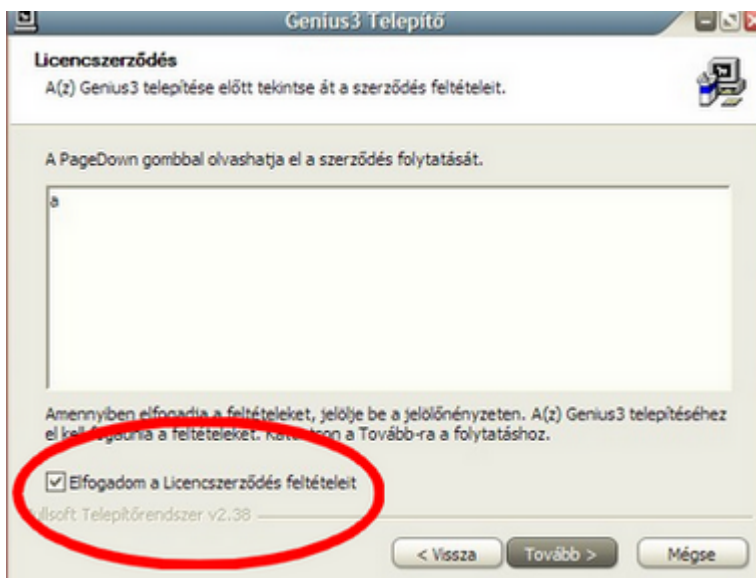 Genius3 Telepítő
Licencszerződés
A(z) Genius3 telepítése előtt tekintse át a szerződés feltételeit.
A PageDown gombbal olvashatja el a szerződés folytatását.
a
Amennyiben elfogadja a feltételeket, jelölje be a jelölőnényzeten. A(z) Genius3 telepítéséhez
el kell fogadnia a feltételeket. Kattintson a Tovább-ra a folytatáshoz.
Elfogadom a Licencszerződés feltételeit
Telepítőrendszer v2.38
< Vissza
Tovább >
Mégse